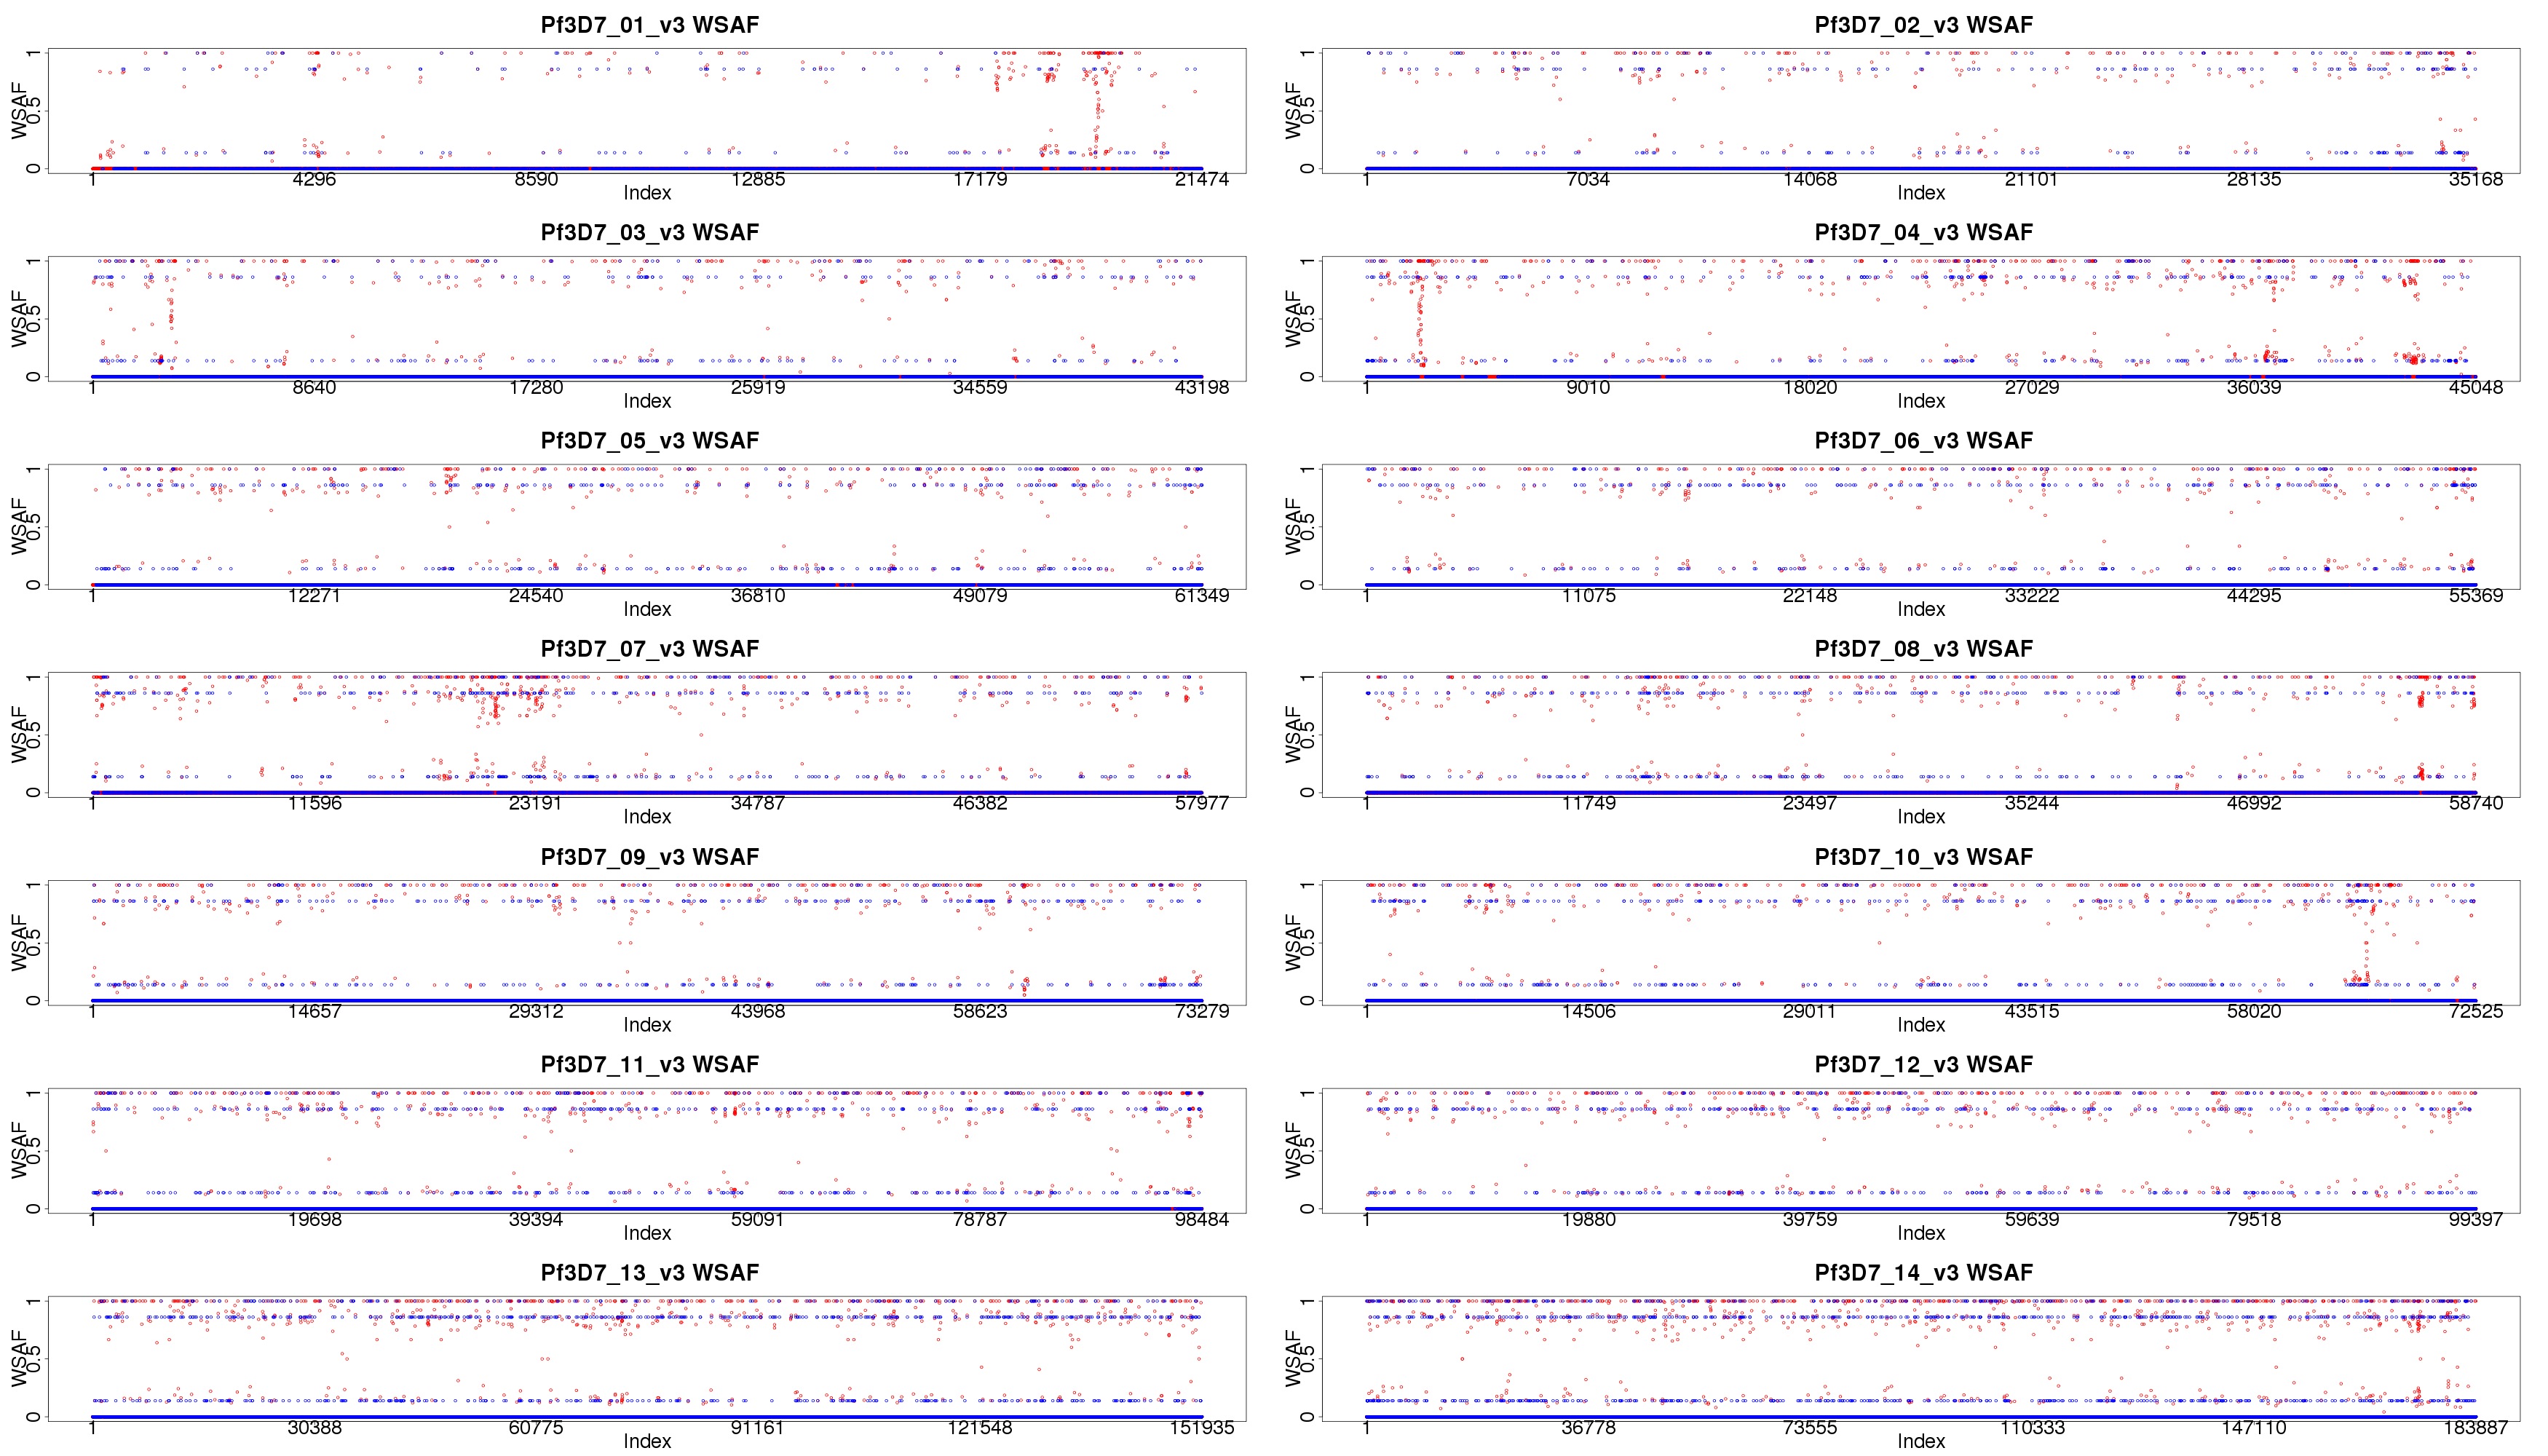 Pf3D7_01_v3 WSAF
WSAF
0 0.5 1
1 4296 8590 12885 17179 21474
Index
Pf3D7_02_v3 WSAF
WSAF
0 0.5 1
1 7034 14068 21101 28135 35168
Index
Pf3D7_03_v3 WSAF
WSAF
0 0.5 1
1 8640 17280 25919 34559 43198
Index
Pf3D7_04_v3 WSAF
WSAF
0 0.5 1
1 9010 18020 27029 36039 45048
Index
Pf3D7_05_v3 WSAF
WSAF
0 0.5 1
1 12271 24540 36810 49079 61349
Index
Pf3D7_06_v3 WSAF
WSAF
0 0.5 1
1 11075 22148 33222 44295 55369
Index
Pf3D7_07_v3 WSAF
WSAF
0 0.5 1
1 11596 23191 34787 46382 57977
Index
Pf3D7_08_v3 WSAF
WSAF
0 0.5 1
1 11749 23497 35244 46992 58740
Index
Pf3D7_09_v3 WSAF
WSAF
0 0.5 1
1 14657 29312 43968 58623 73279
Index
Pf3D7_10_v3 WSAF
WSAF
0 0.5 1
1 14506 29011 43515 58020 72525
Index
Pf3D7_11_v3 WSAF
WSAF
0 0.5 1
1 19698 39394 59091 78787 98484
Index
Pf3D7_12_v3 WSAF
WSAF
0 0.5 1
1 19880 39759 59639 79518 99397
Index
Pf3D7_13_v3 WSAF
WSAF
0 0.5 1
1 30388 60775 91161 121548 151935
Index
Pf3D7_14_v3 WSAF
WSAF
0 0.5 1
1 36778 73555 110333 147110 183887
Index